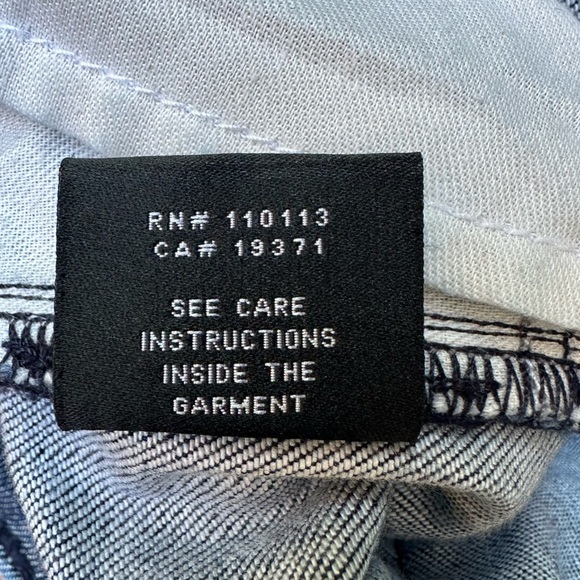 RN# 110113
CA# 19371
SEE CARE
INSTRUCTIONS
INSIDE THE
GARMENT